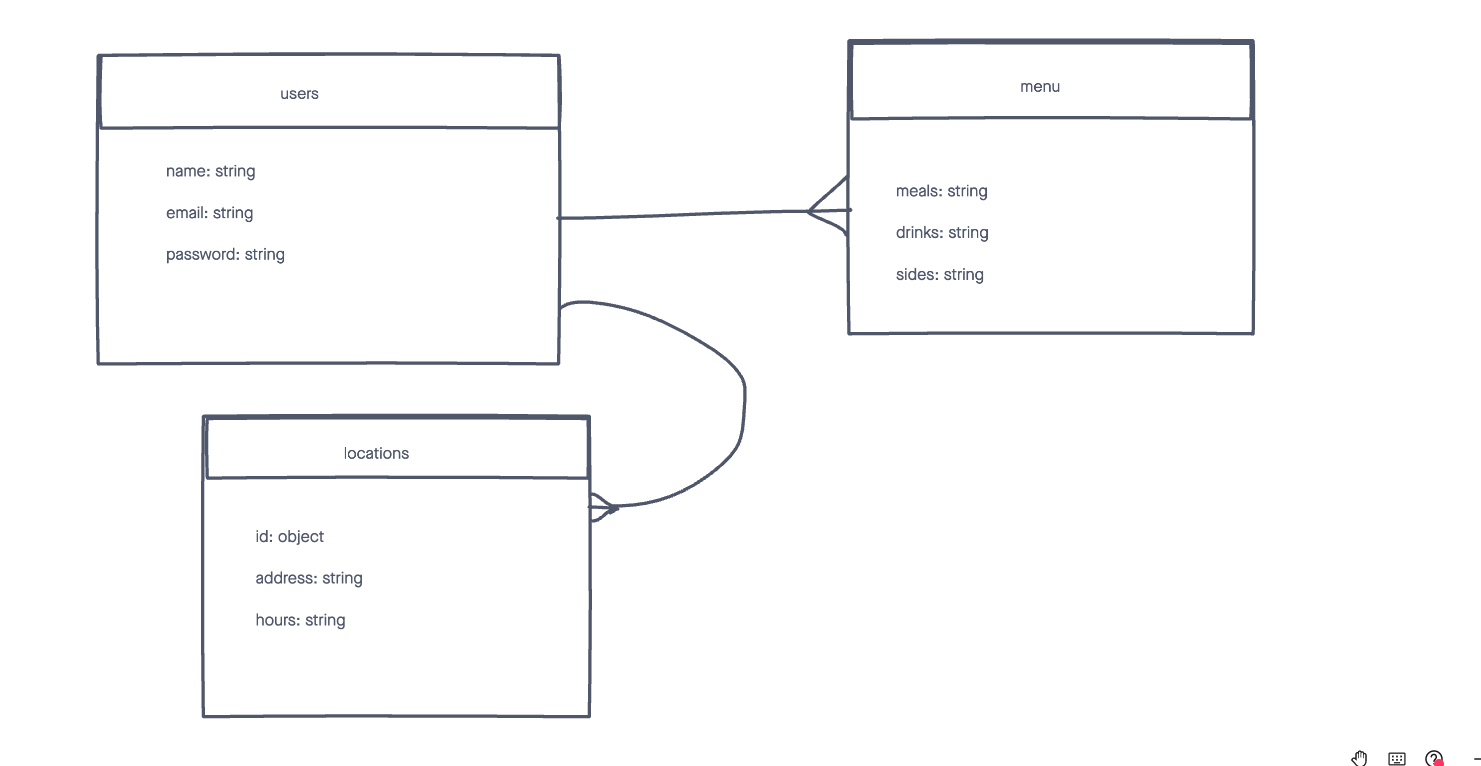 users
name: string
email: string
password: string
menu
meals: string
drinks: string
sides: string
locations
id: object
address: string
hours: string